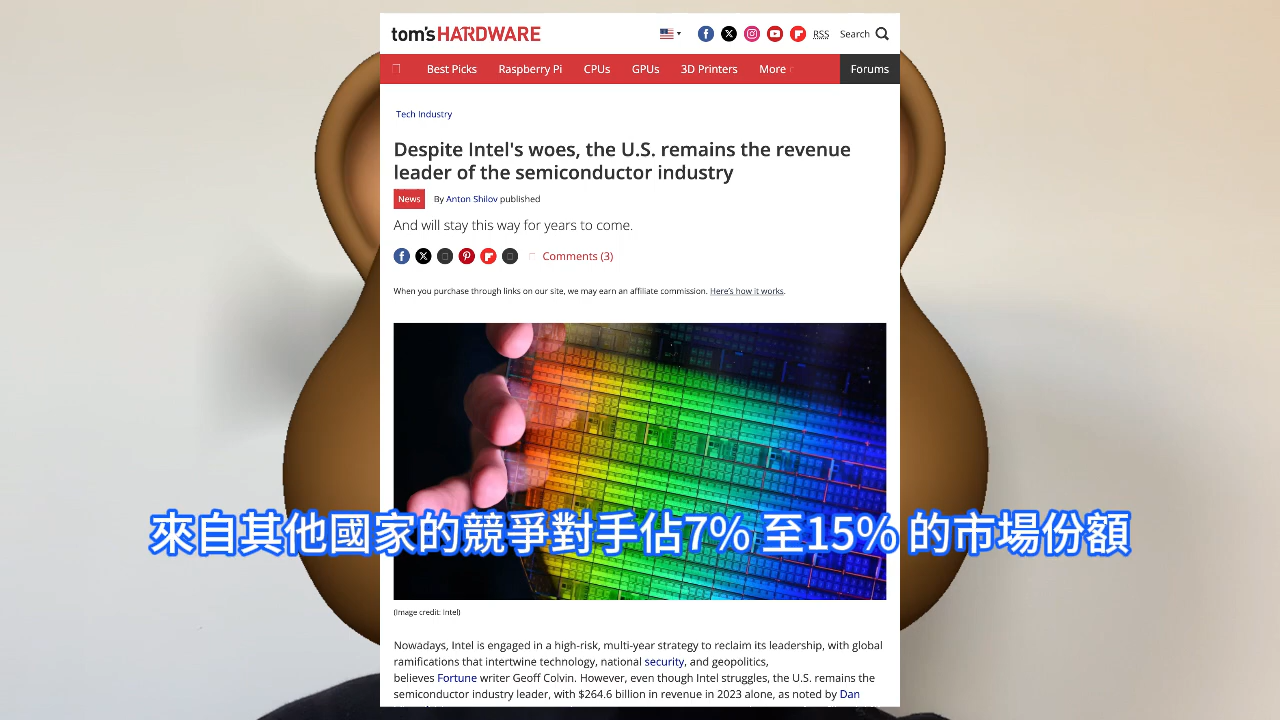 tom's HARDWARE
RSS Search
Best Picks Raspberry Pi CPUs GPUs 3D Printers More Forums
Tech Industry
Despite Intel's woes, the U.S. remains the revenue
leader of the semiconductor industry
News By Anton Shilov published
And will stay this way for years to come.
Comments (3)
When you purchase through links on our site, we may earn an affiliate commission. Here's how it works.
來自其他國家的競爭對手佔7% 至15% 的市場份額
(Image credit: Intel)
Nowadays, Intel is engaged in a high-risk, multi-year strategy to reclaim its leadership, with global
ramifications that intertwine technology, national security, and geopolitics,
believes Fortune writer Geoff Colvin. However, even though Intel struggles, the U.S. remains the
semiconductor industry leader, with $264.6 billion in revenue in 2023 alone, as noted by Dan